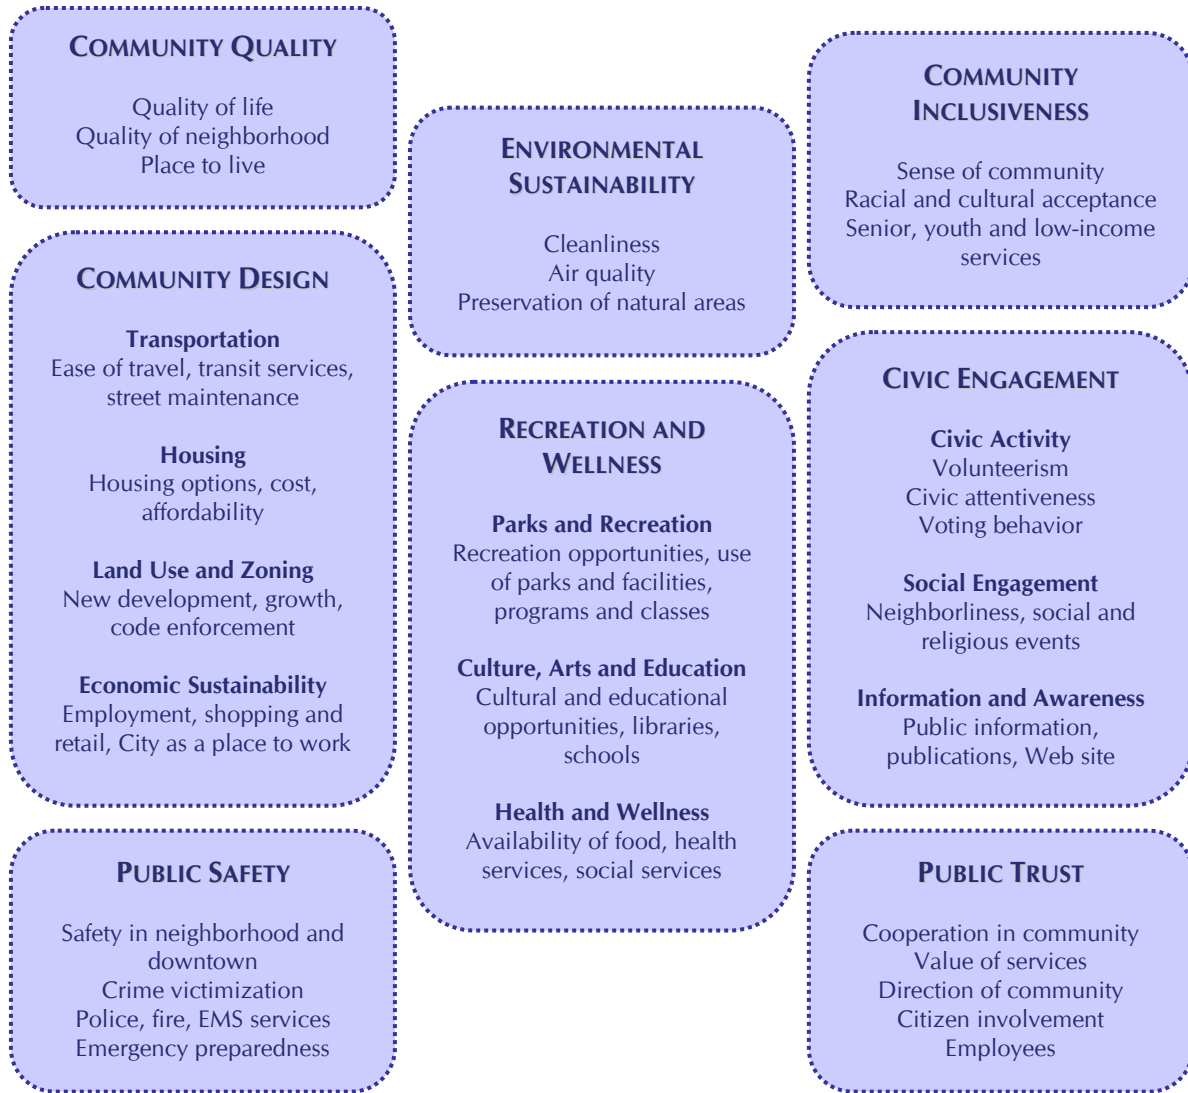 COMMUNITY QUALITY
Quality of life
Quality of neighborhood
Place to live
COMMUNITY DESIGN
Transportation
Ease of travel, transit services,
street maintenance
Housing
Housing options, cost,
affordability
Land Use and Zoning
New development, growth,
code enforcement
Economic Sustainability
Employment, shopping and
retail, City as a place to work
PUBLIC SAFETY
Safety in neighborhood and
downtown
Crime victimization
Police, fire, EMS services
Emergency preparedness
ENVIRONMENTAL
SUSTAINABILITY
Cleanliness
Air quality
Preservation of natural areas
RECREATION AND
WELLNESS
Parks and Recreation
Recreation opportunities, use
of parks and facilities,
programs and classes
Culture, Arts and Education
Cultural and educational
opportunities, libraries,
schools
Health and Wellness
Availability of food, health
services, social services
COMMUNITY
INCLUSIVENESS
Sense of community
Racial and cultural acceptance
Senior, youth and low-income
services
CIVIC ENGAGEMENT
Civic Activity
Volunteerism
Civic attentiveness
Voting behavior
Social Engagement
Neighborliness, social and
religious events
Information and Awareness
Public information,
publications, Web site
PUBLIC TRUST
Cooperation in community
Value of services
Direction of community
Citizen involvement
Employees